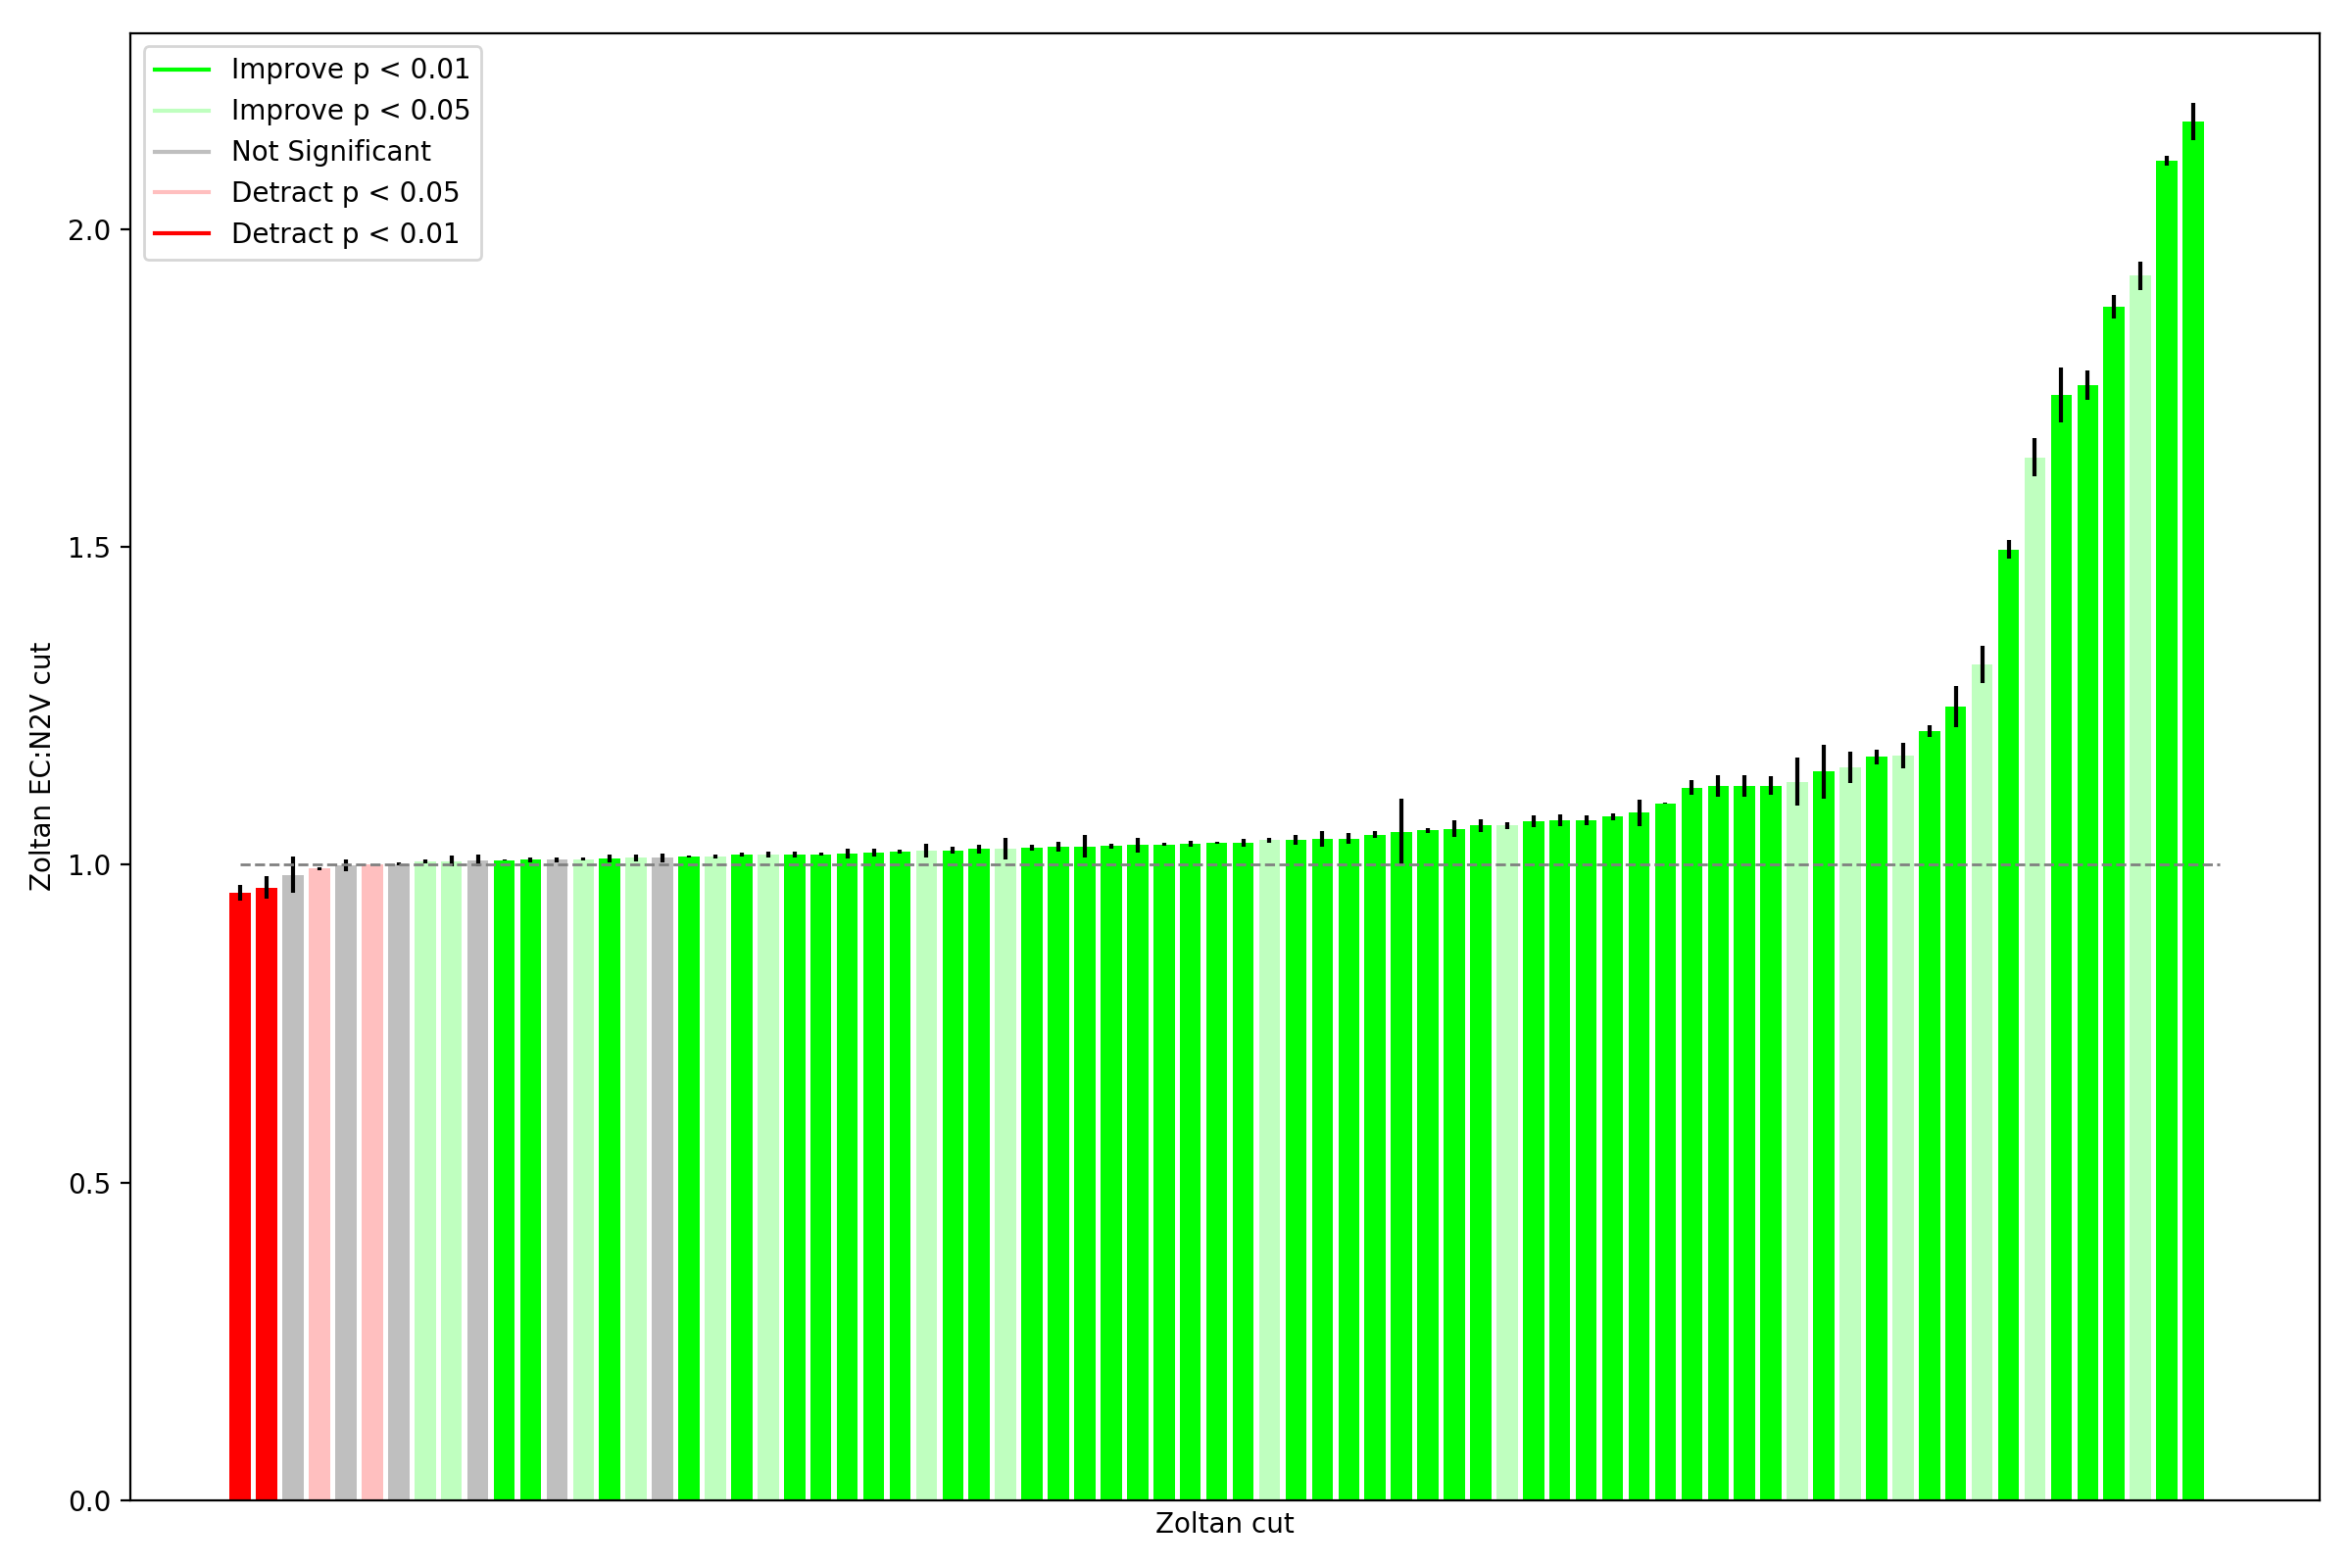 Improve p < 0.01
Improve p < 0.05
Not Significant
Detract p < 0.05
Detract p < 0.01
2.0
1.5
1.0
0.5
0.0
Zoltan EC:N2V cut
Zoltan cut